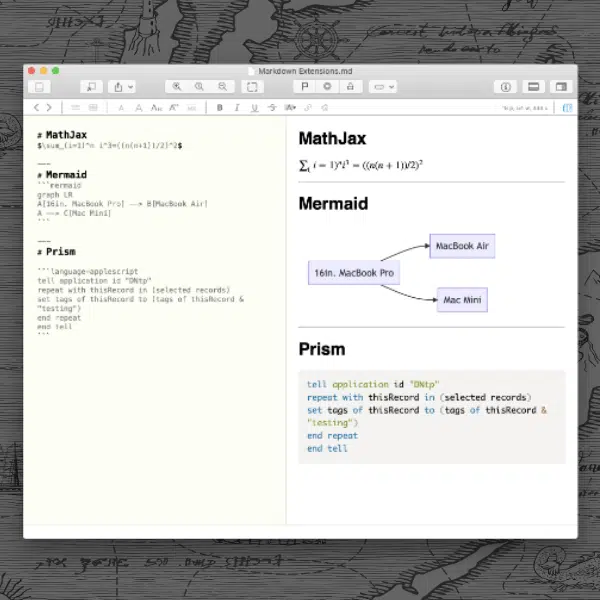 Markdown Extensions.md
# MathJax
$\sum_(i=1)^n i^3=((n(n+1))/2)^2$
---
# Mermaid
```mermaid
graph LR
A[16in. MacBook Pro] --> B[MacBook Air]
A --> C[Mac Mini]
```
---
# Prism
```language-applescript
tell application id "DNtp"
repeat with thisRecord in (selected records)
set tags of thisRecord to (tags of thisRecord &
"testing")
end repeat
end tell
```
MathJax
∑( i = 1)ⁿi³ = ((n(n + 1))/2)²
Mermaid
16in. MacBook Pro
MacBook Air
Mac Mini
Prism
tell application id "DNtp"
repeat with thisRecord in (selected records)
set tags of thisRecord to (tags of thisRecord &
"testing")
end repeat
end tell